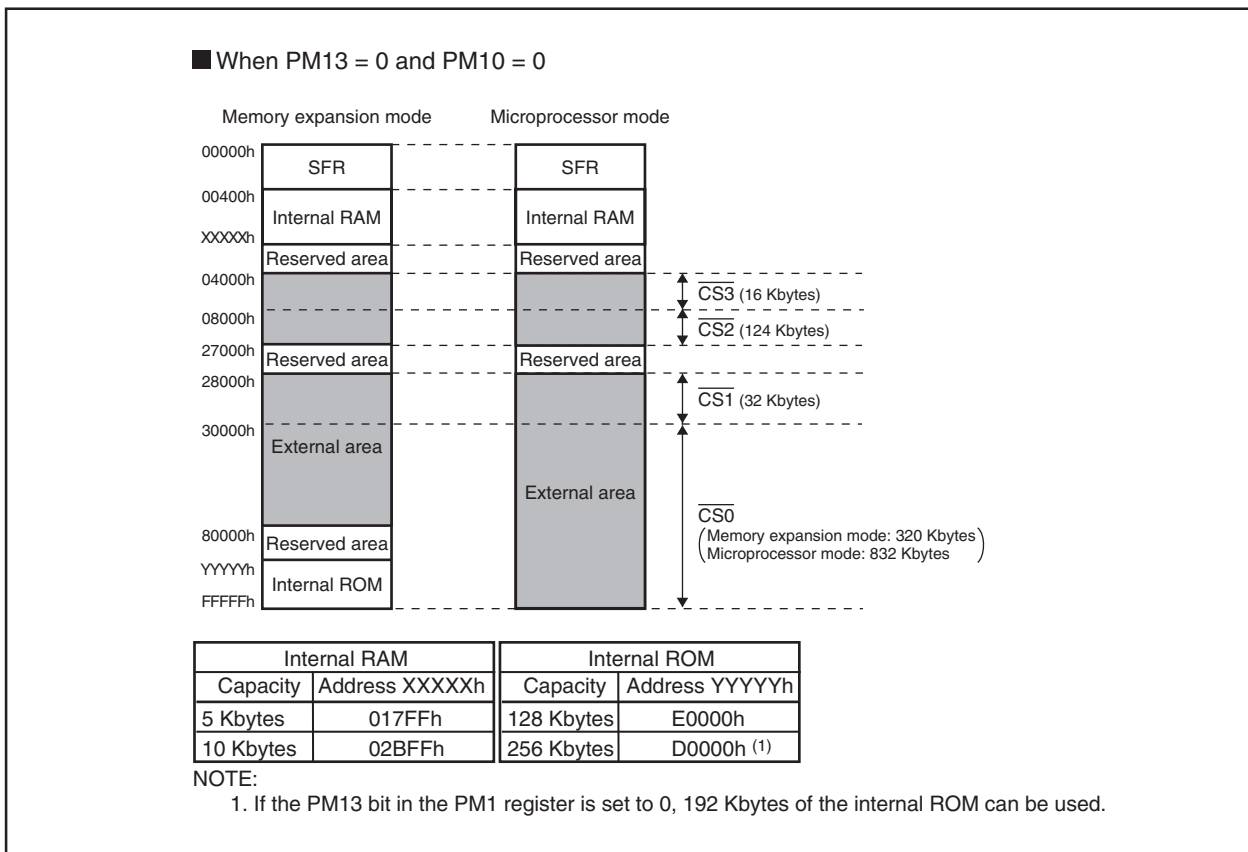 ■ When PM13 = 0 and PM10 = 0
Memory expansion mode Microprocessor mode
00000h
SFR SFR
00400h
Internal RAM Internal RAM
XXXXXh
Reserved area Reserved area
04000h
CS3 (16 Kbytes)
08000h
CS2 (124 Kbytes)
27000h
Reserved area Reserved area
28000h
CS1 (32 Kbytes)
30000h
External area
External area
CS0
(Memory expansion mode: 320 Kbytes
Microprocessor mode: 832 Kbytes)
80000h
Reserved area
YYYYYh
Internal ROM
FFFFFh
Internal RAM Internal ROM
Capacity Address XXXXXh Capacity Address YYYYYh
5 Kbytes 017FFh 128 Kbytes E0000h
10 Kbytes 02BFFh 256 Kbytes D0000h (1)
NOTE:
1. If the PM13 bit in the PM1 register is set to 0, 192 Kbytes of the internal ROM can be used.